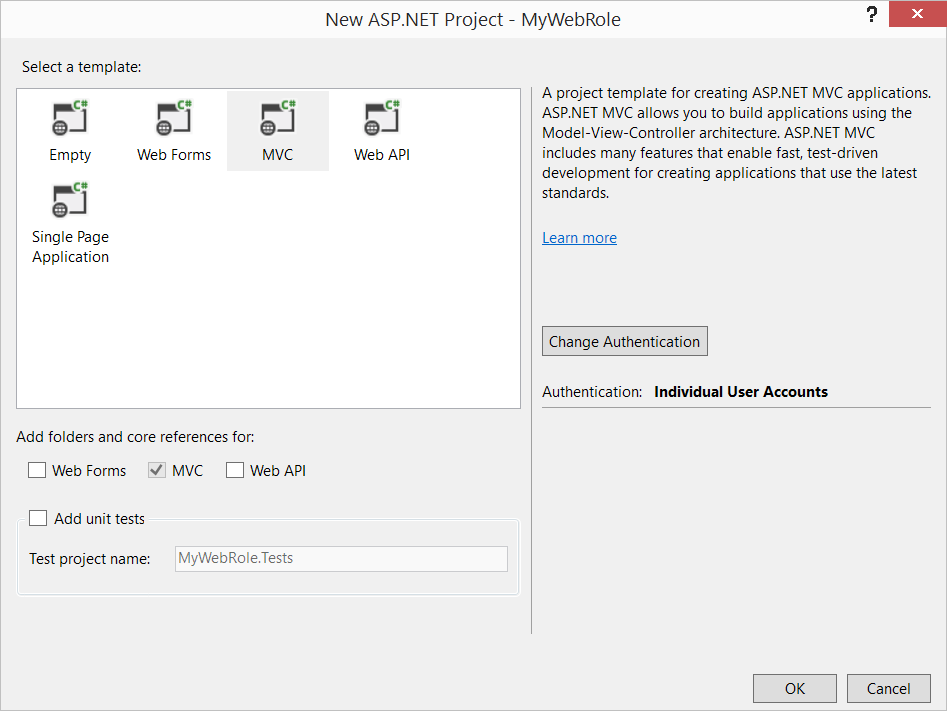 New ASP.NET Project - MyWebRole
?
Select a template:
C# C# C# C#
Empty Web Forms MVC Web API
C#
Single Page
Application
A project template for creating ASP.NET MVC applications.
ASP.NET MVC allows you to build applications using the
Model-View-Controller architecture. ASP.NET MVC
includes many features that enable fast, test-driven
development for creating applications that use the latest
standards.
Learn more
Change Authentication
Authentication: Individual User Accounts
Add folders and core references for:
Web Forms MVC Web API
Add unit tests
Test project name: MyWebRole.Tests
OK Cancel